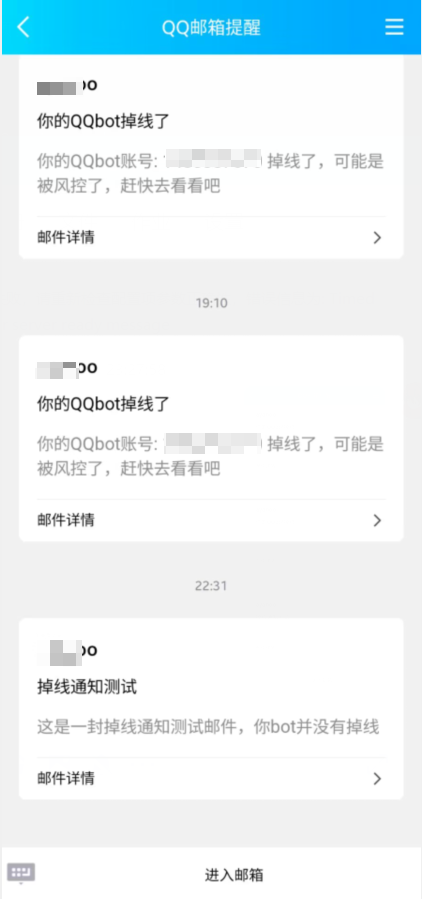 QQ邮箱提醒
你的QQbot掉线了
你的QQbot账号: 掉线了，可能是
被风控了，赶快去看看吧
邮件详情
19:10
你的QQbot掉线了
你的QQbot账号: 掉线了，可能是
被风控了，赶快去看看吧
邮件详情
22:31
掉线通知测试
这是一封掉线通知测试邮件，你bot并没有掉线
邮件详情
进入邮箱